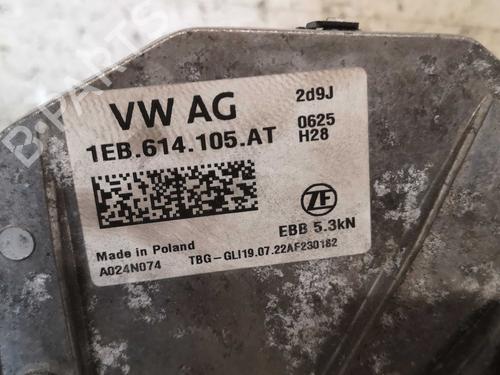 VW AG
2d9J
1EB.614.105.AT
0625
H28
ZF
EBB 5.3kN
Made in Poland
A024N074
TBG-GLI19.07.22AF230182
B-PARTS